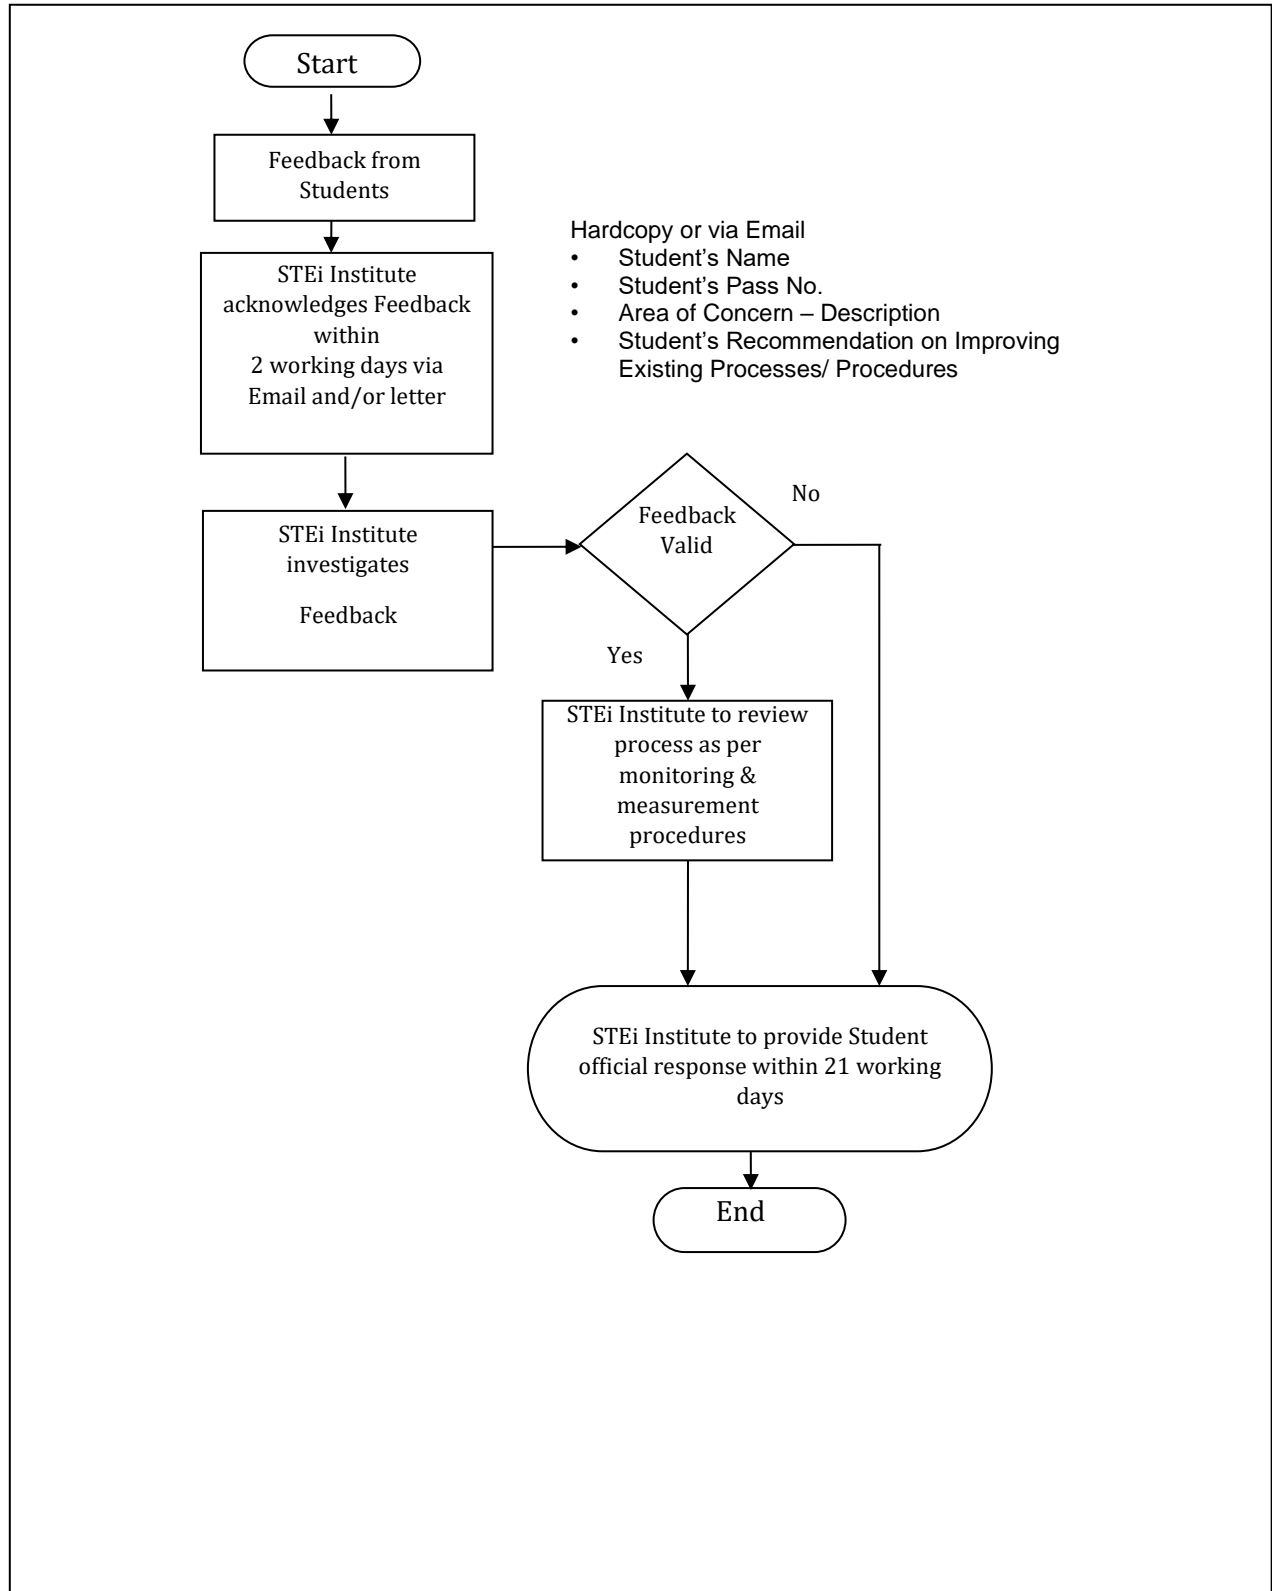 Start
Feedback from
Students
Hardcopy or via Email
• Student’s Name
• Student’s Pass No.
• Area of Concern – Description
• Student’s Recommendation on Improving
Existing Processes/ Procedures
STEi Institute
acknowledges Feedback
within
2 working days via
Email and/or letter
STEi Institute
investigates
Feedback
Feedback
Valid
No
Yes
STEi Institute to review
process as per
monitoring &
measurement
procedures
STEi Institute to provide Student
official response within 21 working
days
End